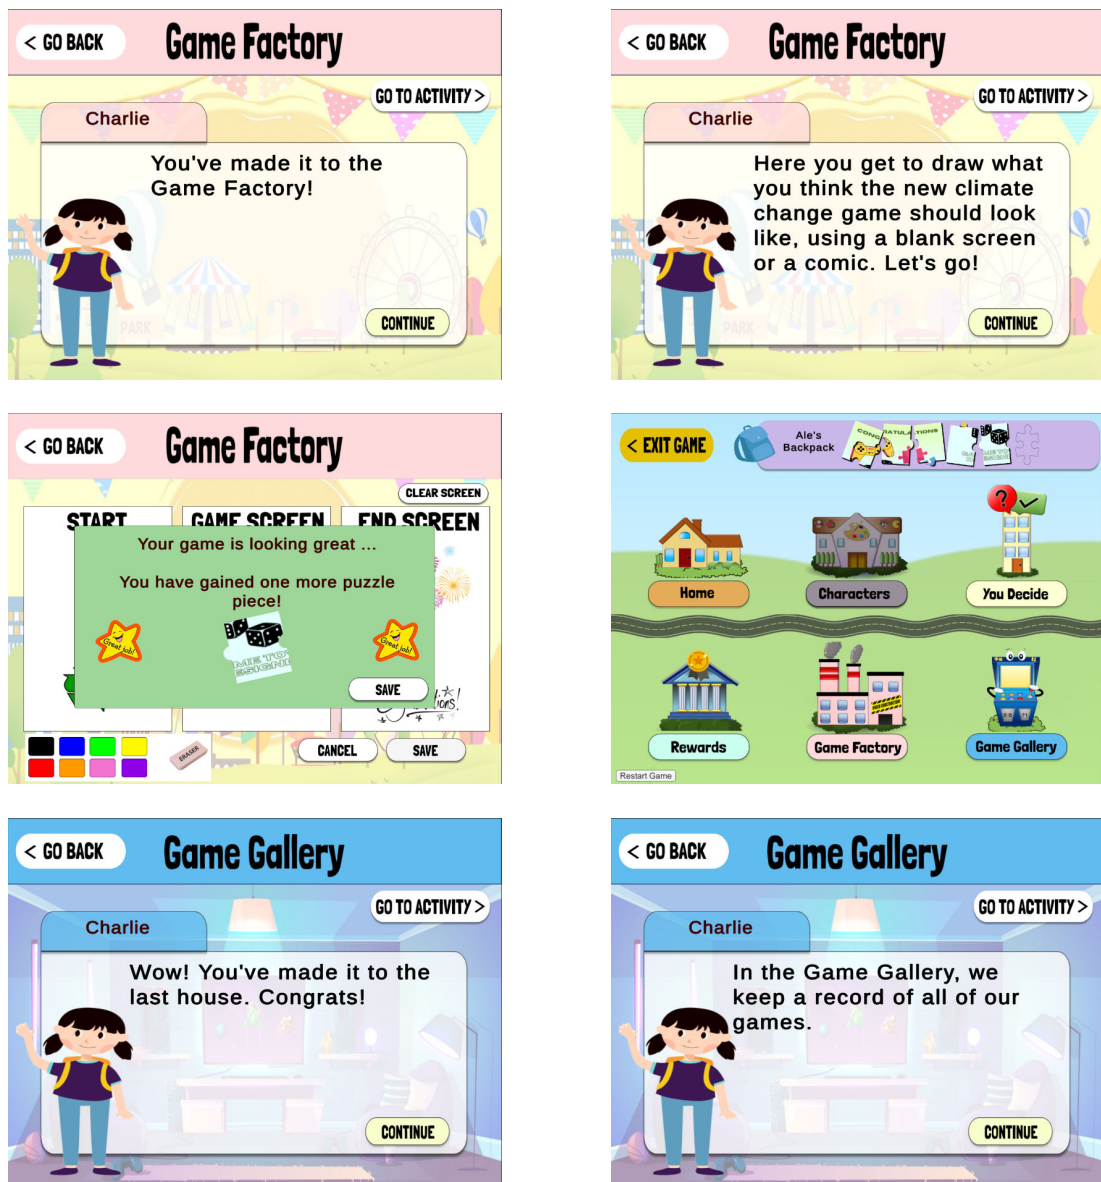 < GO BACK
Game Factory
GO TO ACTIVITY >
Charlie
You've made it to the
Game Factory!
PARK
CONTINUE
< GO BACK
Game Factory
GO TO ACTIVITY >
Charlie
Here you get to draw what
you think the new climate
change game should look
like, using a blank screen
or a comic. Let's go!
PARK
CONTINUE
< GO BACK
Game Factory
CLEAR SCREEN
START
GAME SCREEN
END SCREEN
Your game is looking great ...
You have gained one more puzzle
piece!
Great job!
Great job!
SAVE
ERASER
CANCEL
SAVE
< EXIT GAME
Ale's
Backpack
CONG
RATULA
TIONS
Home
Characters
You Decide
Rewards
Game Factory
Game Gallery
Restart Game
< GO BACK
Game Gallery
GO TO ACTIVITY >
Charlie
Wow! You've made it to the
last house. Congrats!
CONTINUE
< GO BACK
Game Gallery
GO TO ACTIVITY >
Charlie
In the Game Gallery, we
keep a record of all of our
games.
CONTINUE